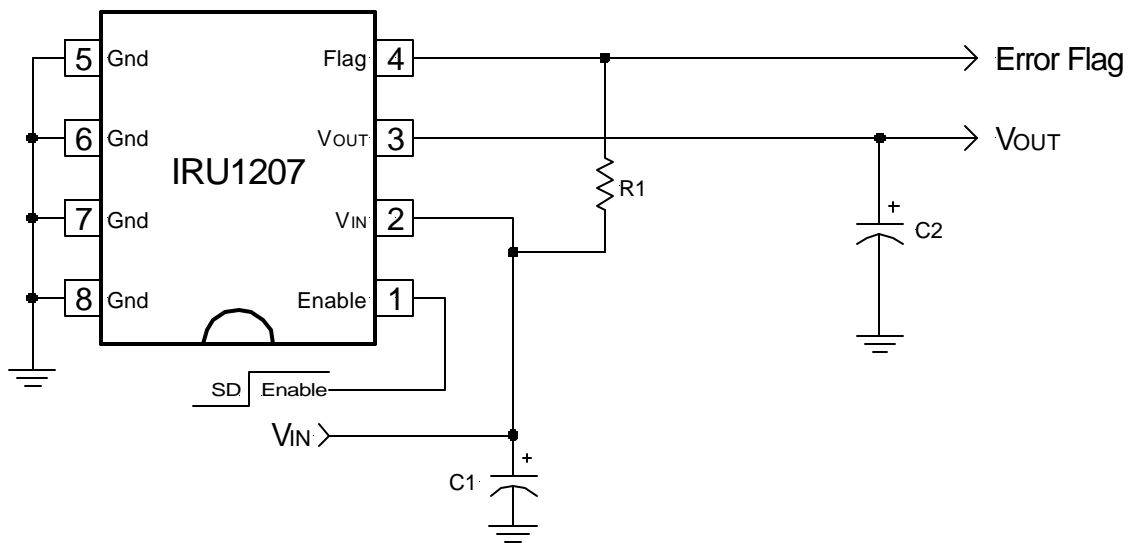 5 Gnd Flag 4 Error Flag
6 Gnd VOUT 3 VOUT
IRU1207
R1
7 Gnd VIN 2
+
C2
8 Gnd Enable 1
SD Enable
VIN
+
C1